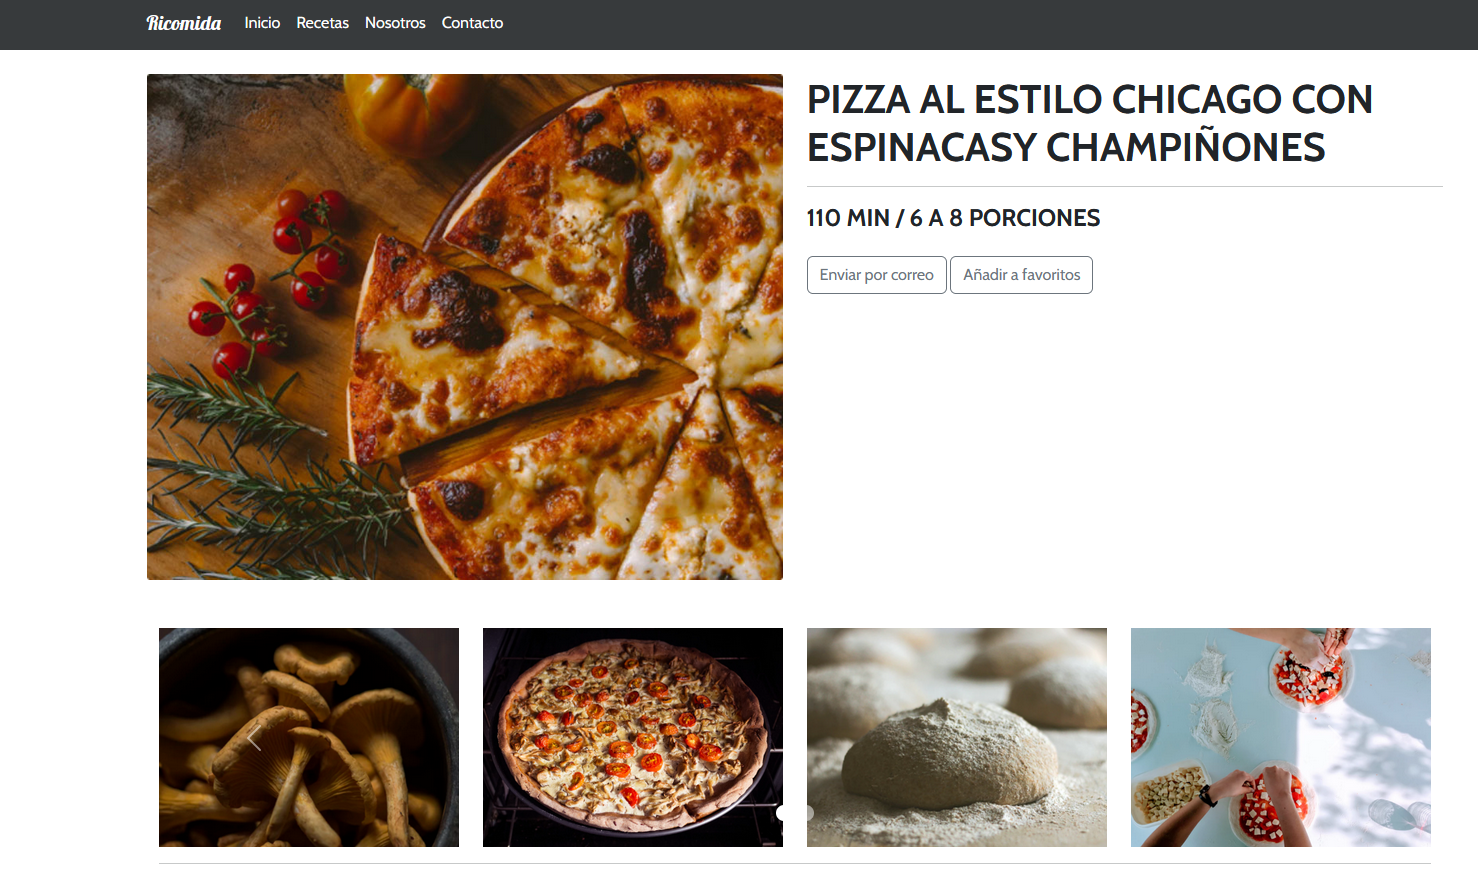 Ricomida Inicio Recetas Nosotros Contacto
PIZZA AL ESTILO CHICAGO CON
ESPINACASY CHAMPIÑONES
110 MIN / 6 A 8 PORCIONES
Enviar por correo Añadir a favoritos